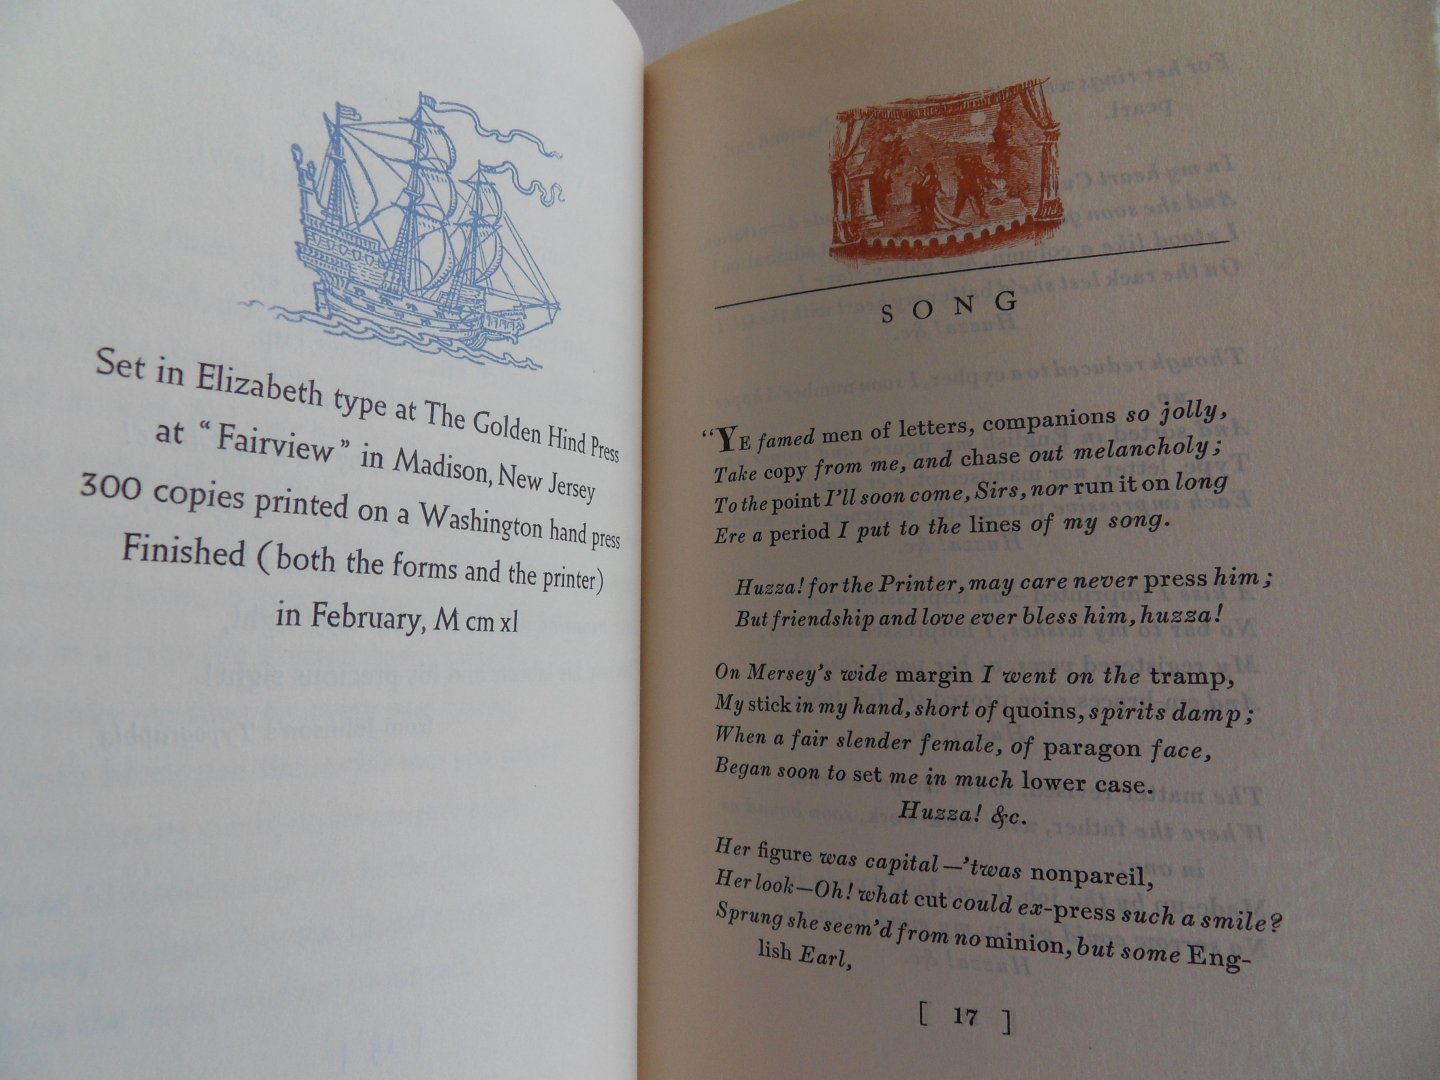 Set in Elizabeth type at The Golden Hind Press
at “Fairview” in Madison, New Jersey
300 copies printed on a Washington hand press
Finished (both the forms and the printer)
in February, M cm xl
SONG
“YE famed men of letters, companions so jolly,
Take copy from me, and chase out melancholy;
To the point I'll soon come, Sirs, nor run it on long
Ere a period I put to the lines of my song.
Huzza! for the Printer, may care never press him;
But friendship and love ever bless him, huzza!
On Mersey's wide margin I went on the tramp,
My stick in my hand, short of quoins, spirits damp;
When a fair slender female, of paragon face,
Began soon to set me in much lower case.
Huzza! &c.
Her figure was capital—'twas nonpareil,
Her look—Oh! what cut could ex-press such a smile?
Sprung she seem'd from no minion, but some Eng-
lish Earl,
[ 17 ]